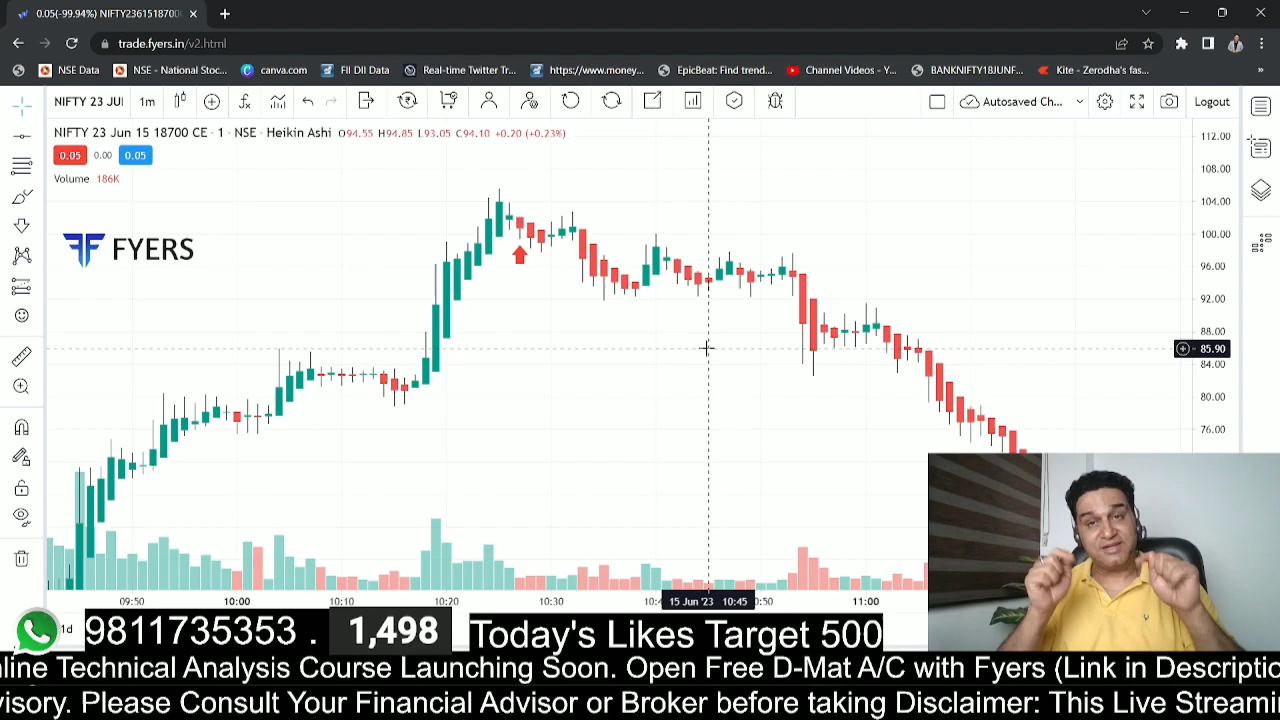 0.05(-99.94%) NIFTY2361518700
trade.fyers.in/v2.html
NSE Data
NSE - National Stoc...
canva.com
FII DII Data
Real-time Twitter Tr...
https://www.money...
EpicBeat: Find trend...
Channel Videos - Y...
BANKNIFTY18JUNF...
Kite - Zerodha's fas...
»
NIFTY 23 JUI
1m
Autosaved Ch...
Logout
NIFTY 23 Jun 15 18700 CE · 1 · NSE · Heikin Ashi O94.55 H94.85 L93.05 C94.10 +0.20 (+0.23%)
0.05 0.00 0.05
Volume 186K
FYERS
112.00
108.00
104.00
100.00
96.00
92.00
88.00
85.90
84.00
80.00
76.00
09:50 10:00 10:10 10:20 10:30 10:4 15 Jun '23 10:45 :50 11:00
1d
9811735353 .
1,498
Today's Likes Target 500
nline Technical Analysis Course Launching Soon. Open Free D-Mat A/C with Fyers (Link in Descriptio
visory. Please Consult Your Financial Advisor or Broker before taking Disclaimer: This Live Streami